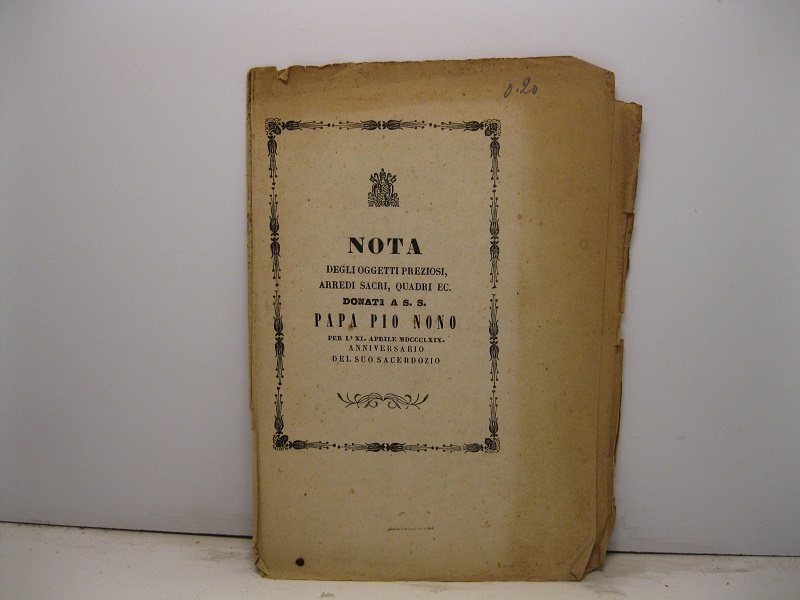 0.20
NOTA
DEGLI OGGETTI PREZIOSI,
ARREDI SACRI, QUADRI EC.
DONATI A S. S.
PAPA PIO NONO
PER L' XI. APRILE MDCCCLXIX.
ANNIVERSARIO
DEL SUO SACERDOZIO